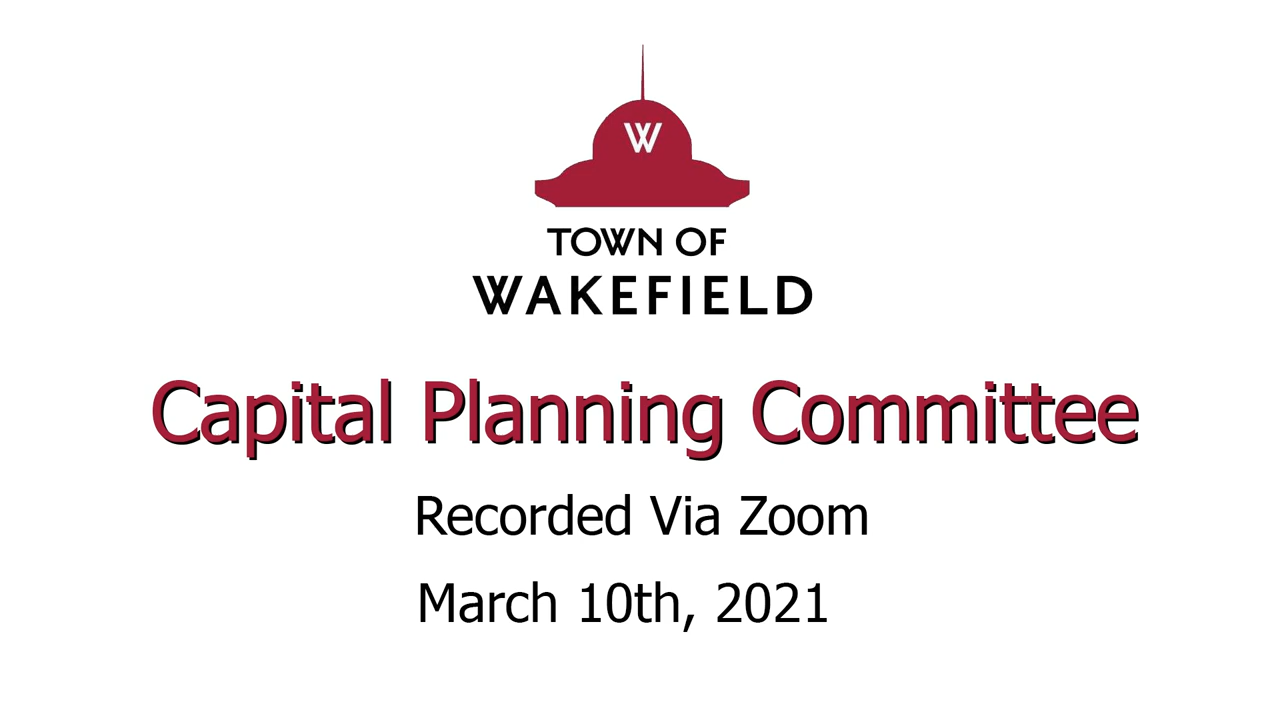 W
TOWN OF
WAKEFIELD
Capital Planning Committee
Recorded Via Zoom
March 10th, 2021